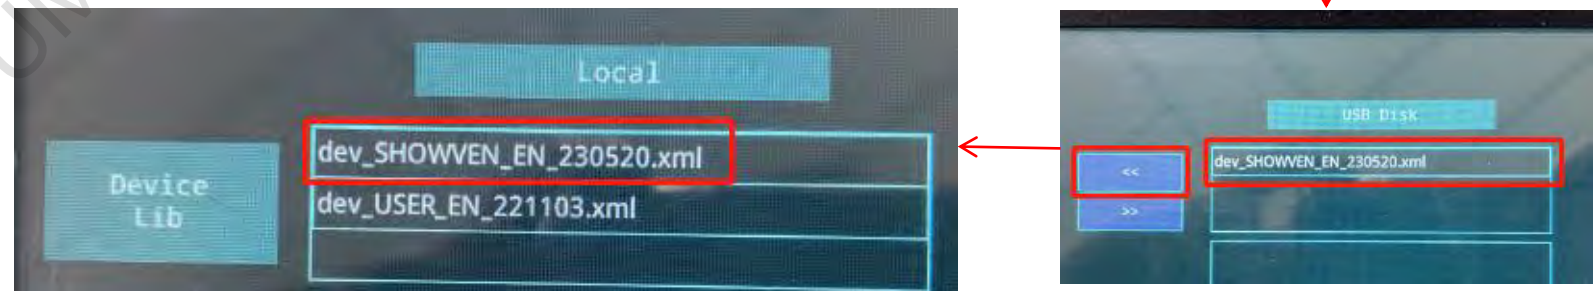 Local
Device
Lib
dev_SHOWVEN_EN_230520.xml
dev_USER_EN_221103.xml
USB Disk
<<
>>
dev_SHOWVEN_EN_230520.xml